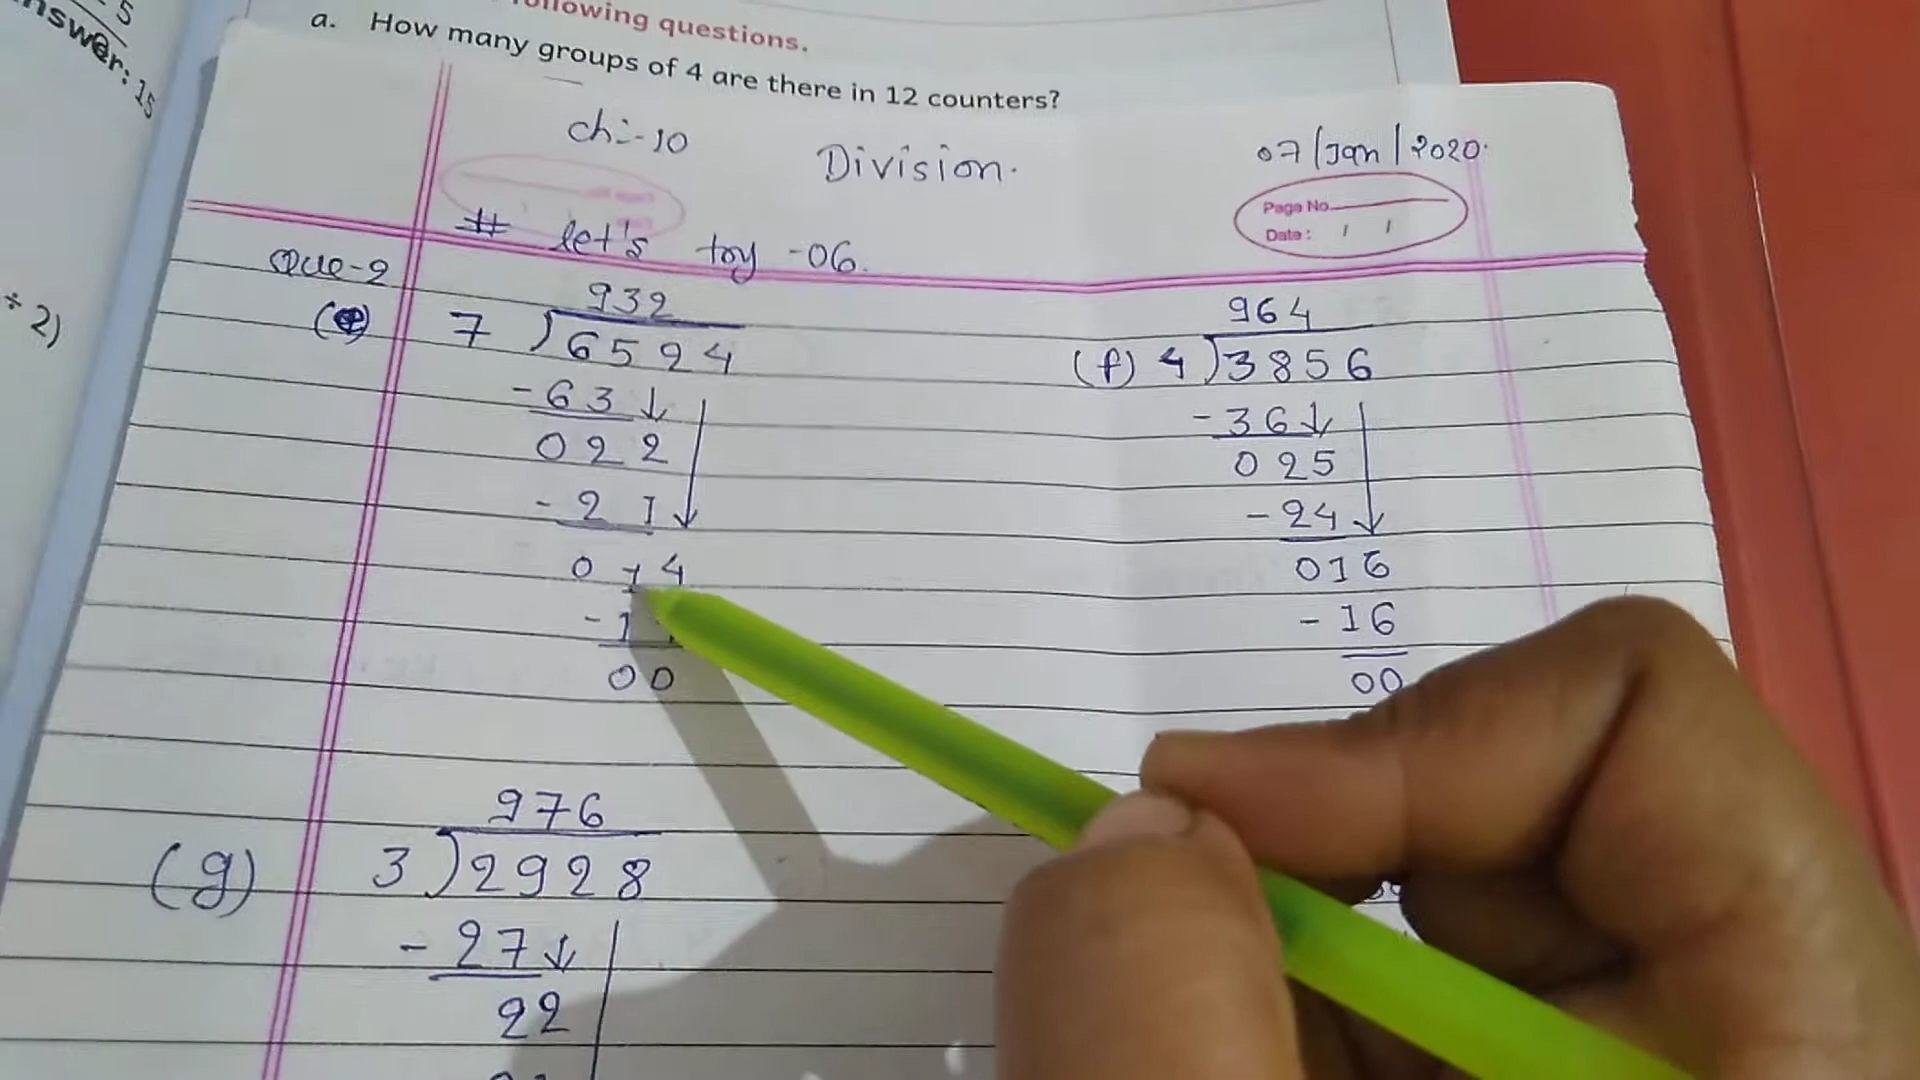 5
nswer: 15
÷ 2)
following questions.
a. How many groups of 4 are there in 12 counters?
ch:-10
Division.
07/Jan/2020.
Page No.
Date: / /
# let's try -06.
Que-2
(e) 7)6524
932
-63↓
022
-21↓
014
00
(f) 4)3856
964
-36↓
025
-24↓
016
-16
00
(g) 3)2928
976
-27↓
22